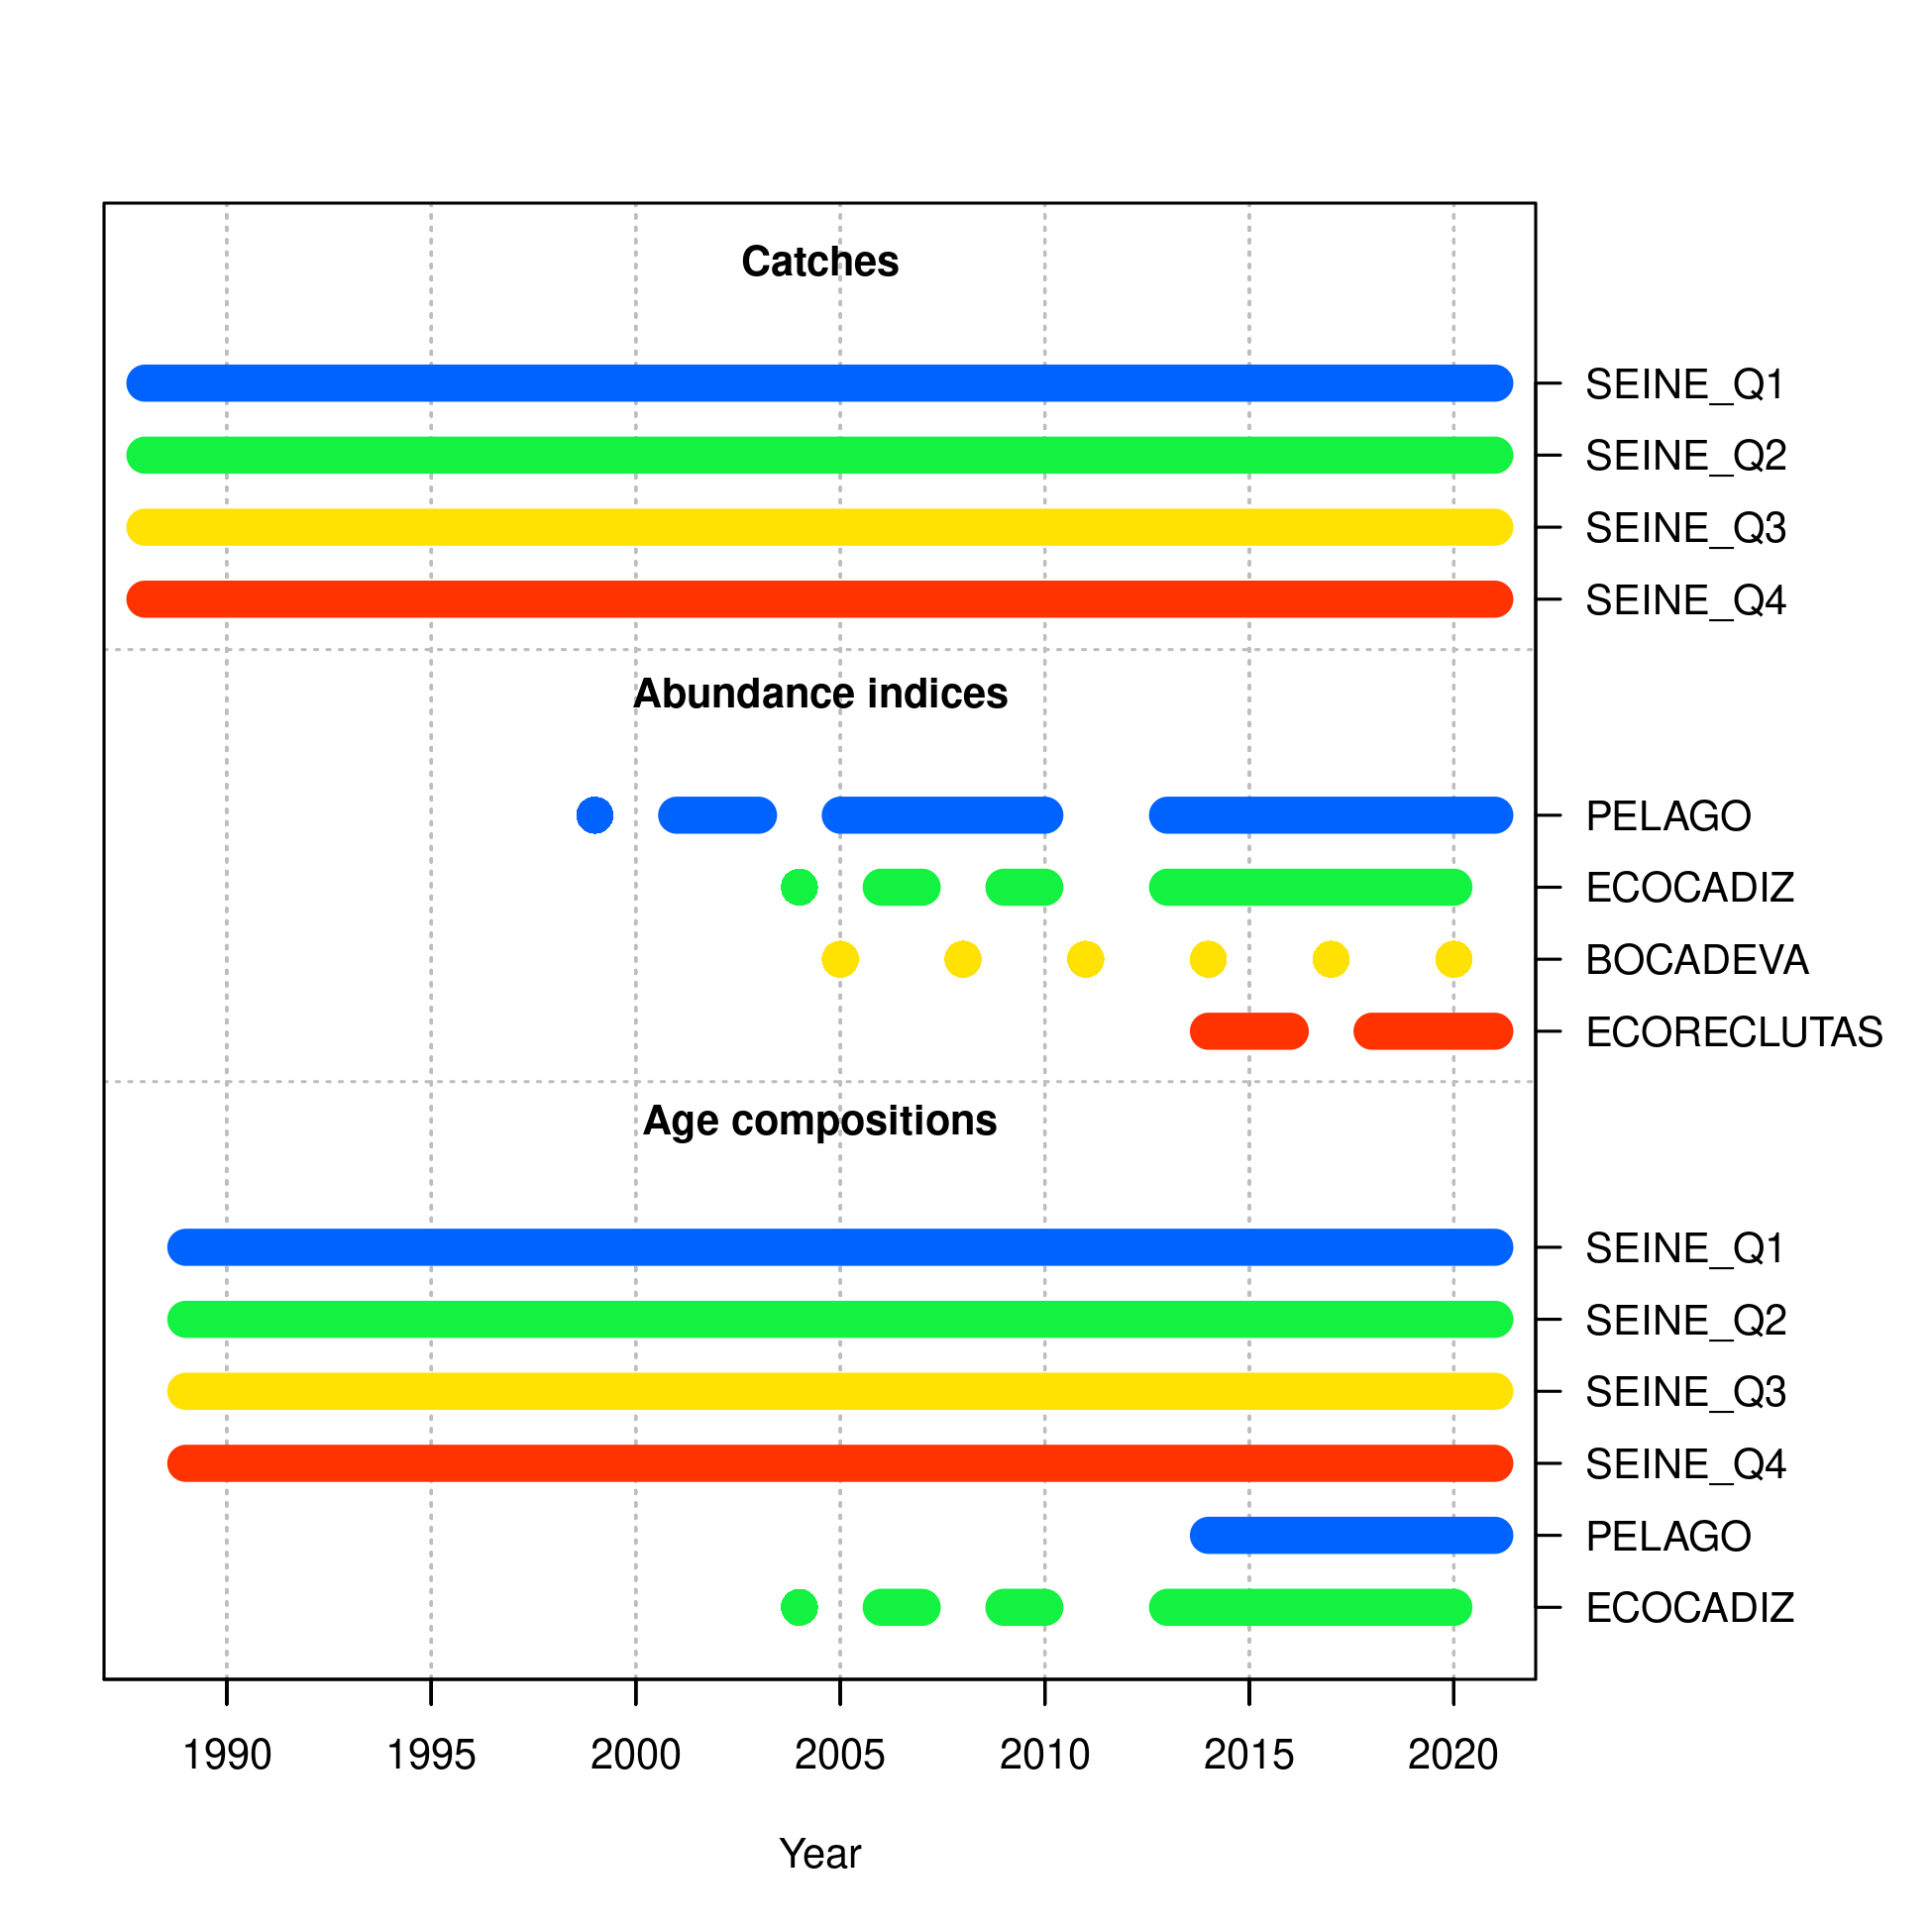 Catches
SEINE_Q1
SEINE_Q2
SEINE_Q3
SEINE_Q4
Abundance indices
PELAGO
ECOCADIZ
BOCADEVA
ECORECLUTAS
Age compositions
SEINE_Q1
SEINE_Q2
SEINE_Q3
SEINE_Q4
PELAGO
ECOCADIZ
1990 1995 2000 2005 2010 2015 2020
Year